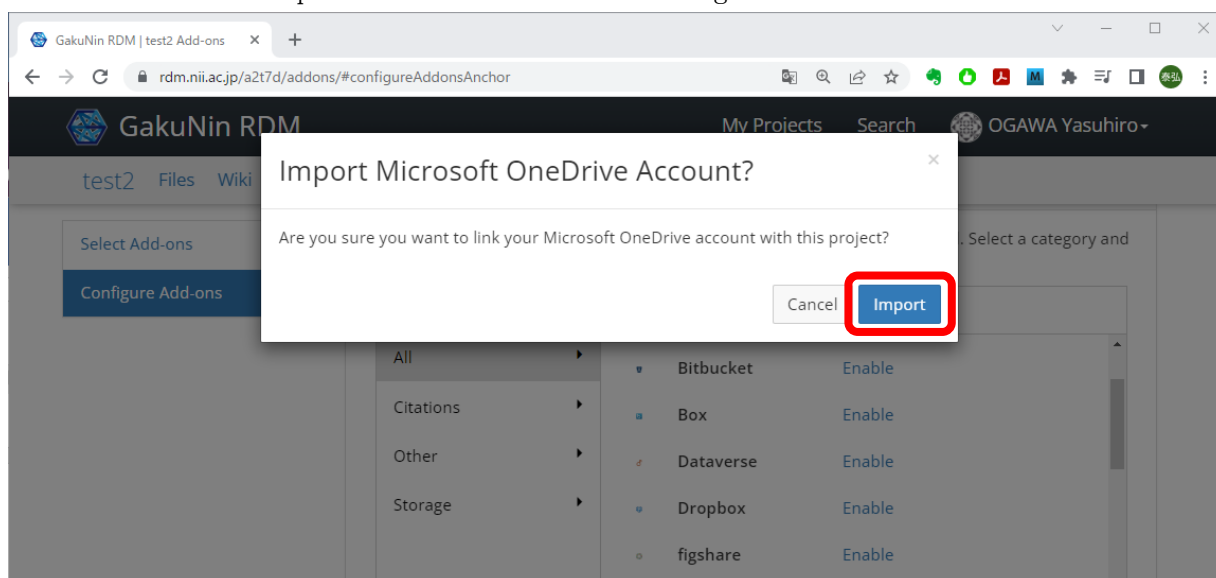 GakuNin RDM | test2 Add-ons
rdm.nii.ac.jp/a2t7d/addons/#configureAddonsAnchor
GakuNin RDM My Projects Search OGAWA Yasuhiro
test2 Files Wiki
Import Microsoft OneDrive Account?
Are you sure you want to link your Microsoft OneDrive account with this project?
Cancel Import
Select Add-ons
. Select a category and
Configure Add-ons
All
Bitbucket Enable
Citations
Box Enable
Other
Dataverse Enable
Storage
Dropbox Enable
figshare Enable